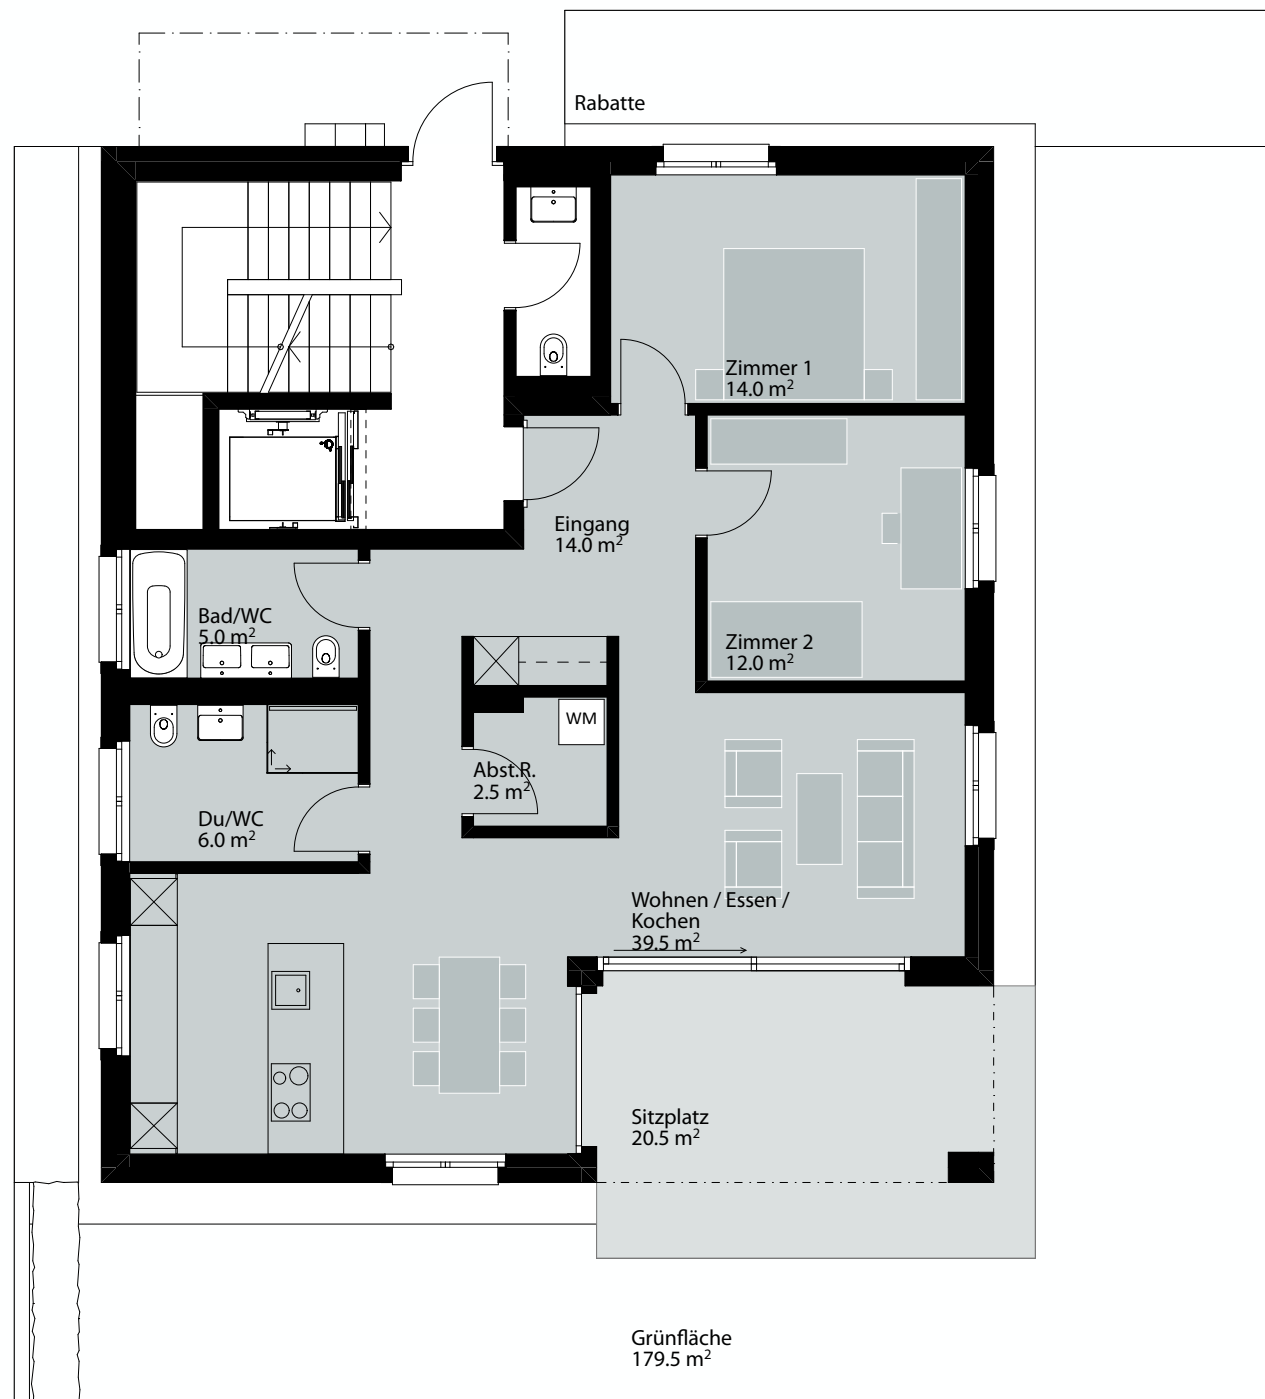 Rabatte
Zimmer 1
14.0 m²
Eingang
14.0 m²
Bad/WC
5.0 m²
Zimmer 2
12.0 m²
WM
Abst.R.
2.5 m²
Du/WC
6.0 m²
Wohnen / Essen /
Kochen
39.5 m²
Sitzplatz
20.5 m²
Grünfläche
179.5 m²